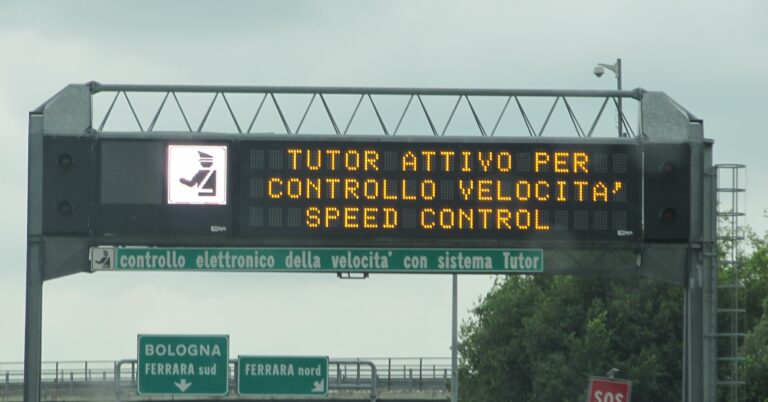 TUTOR ATTIVO PER
CONTROLLO VELOCITA'
SPEED CONTROL
controllo elettronico della velocita' con sistema Tutor
BOLOGNA
FERRARA sud
FERRARA nord
SOS